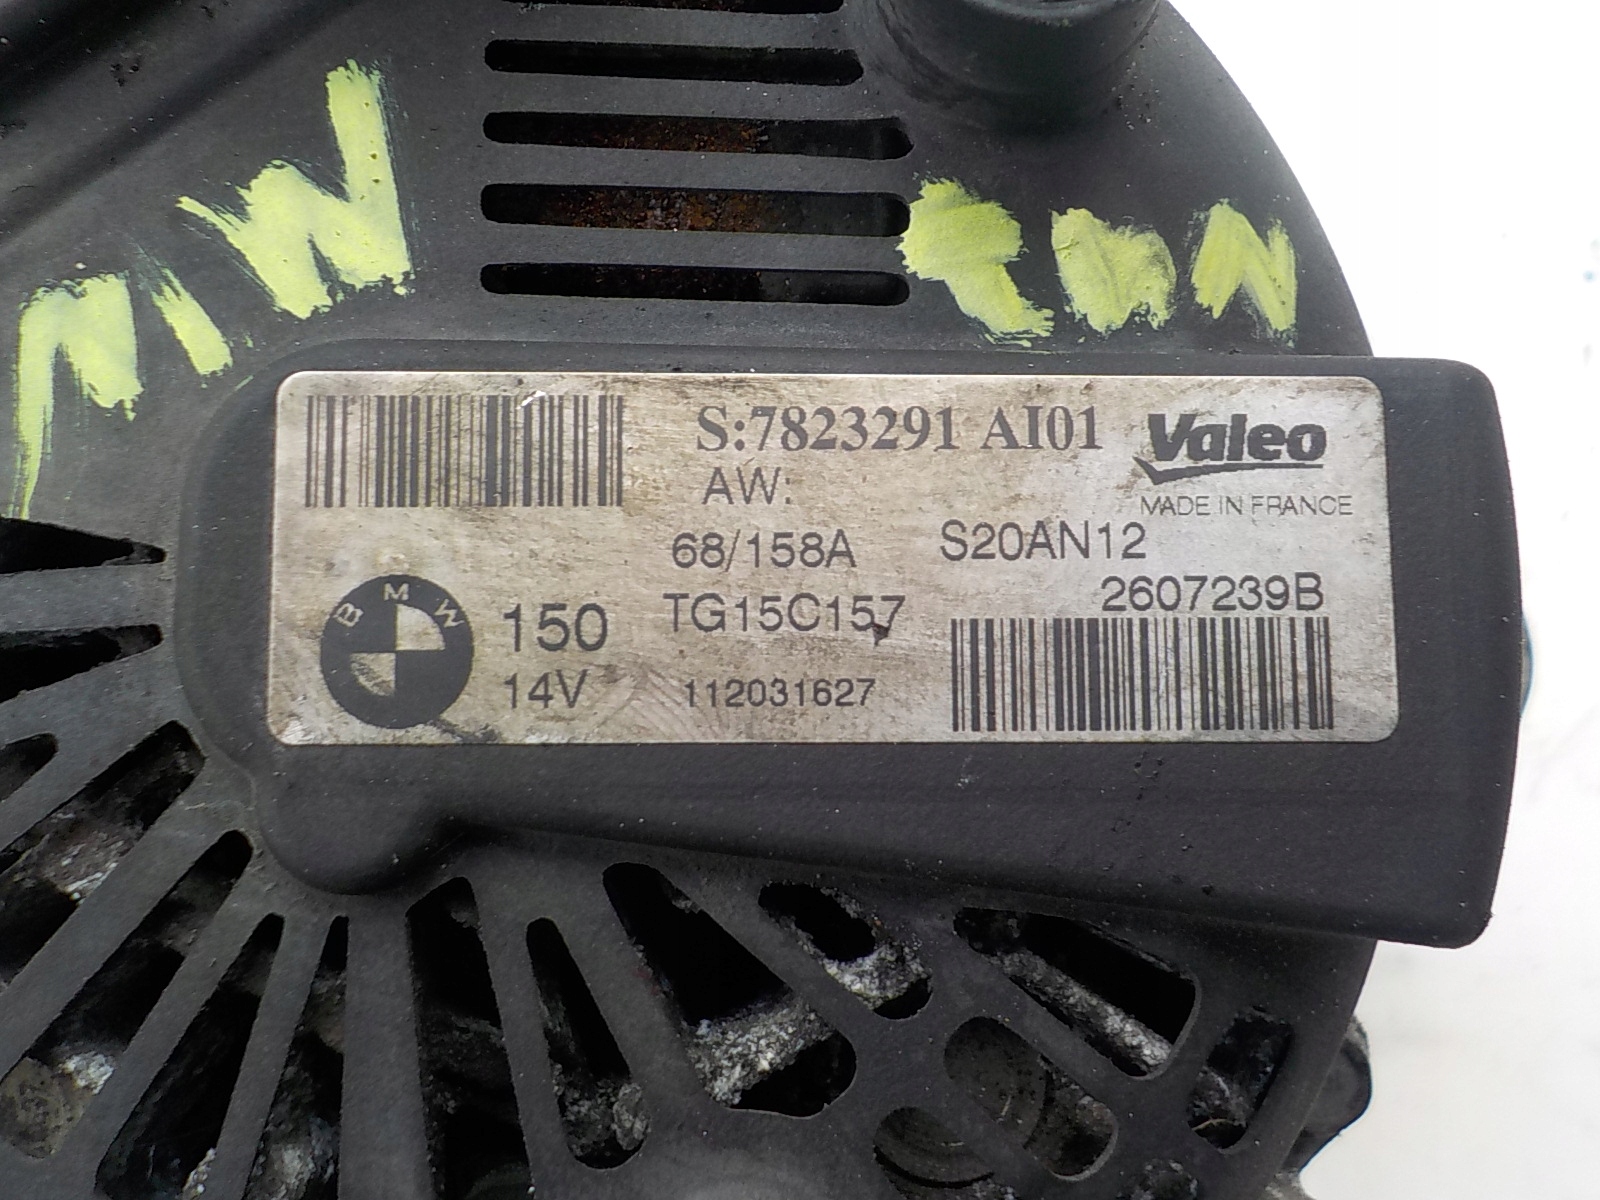 S:7823291 AI01
Valeo
AW:
MADE IN FRANCE
68/158A
S20AN12
2607239B
BMW
150
TG15C157
14V
112031627